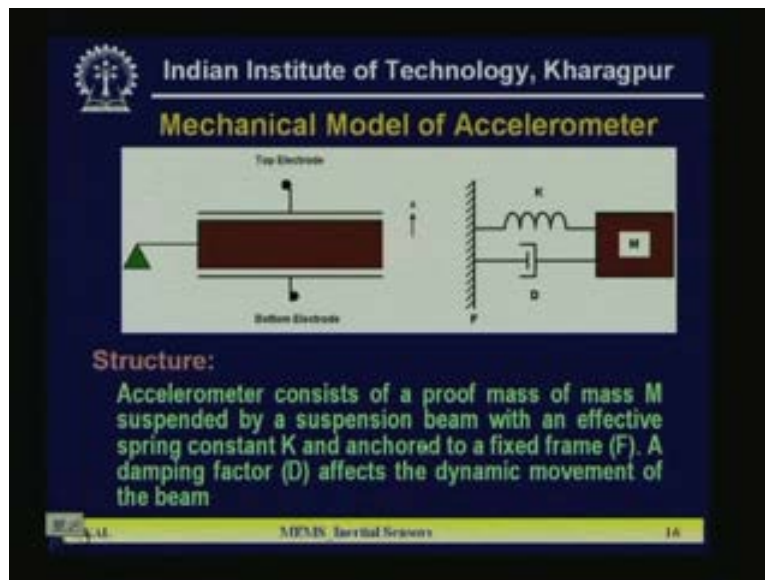 Indian Institute of Technology, Kharagpur
Mechanical Model of Accelerometer
Top Electrode
K
M
D
Bottom Electrode
F
Structure:
Accelerometer consists of a proof mass of mass M
suspended by a suspension beam with an effective
spring constant K and anchored to a fixed frame (F). A
damping factor (D) affects the dynamic movement of
the beam
MEMS Inertial Sensors
16